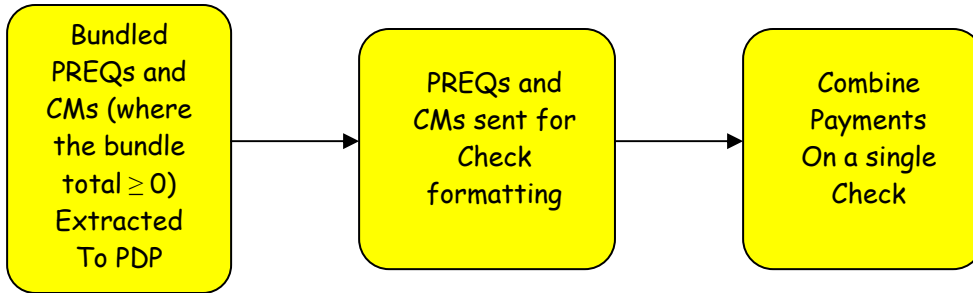 Bundled
PREQs and
CMs (where
the bundle
total ≥ 0)
Extracted
To PDP
PREQs and
CMs sent for
Check
formatting
Combine
Payments
On a single
Check